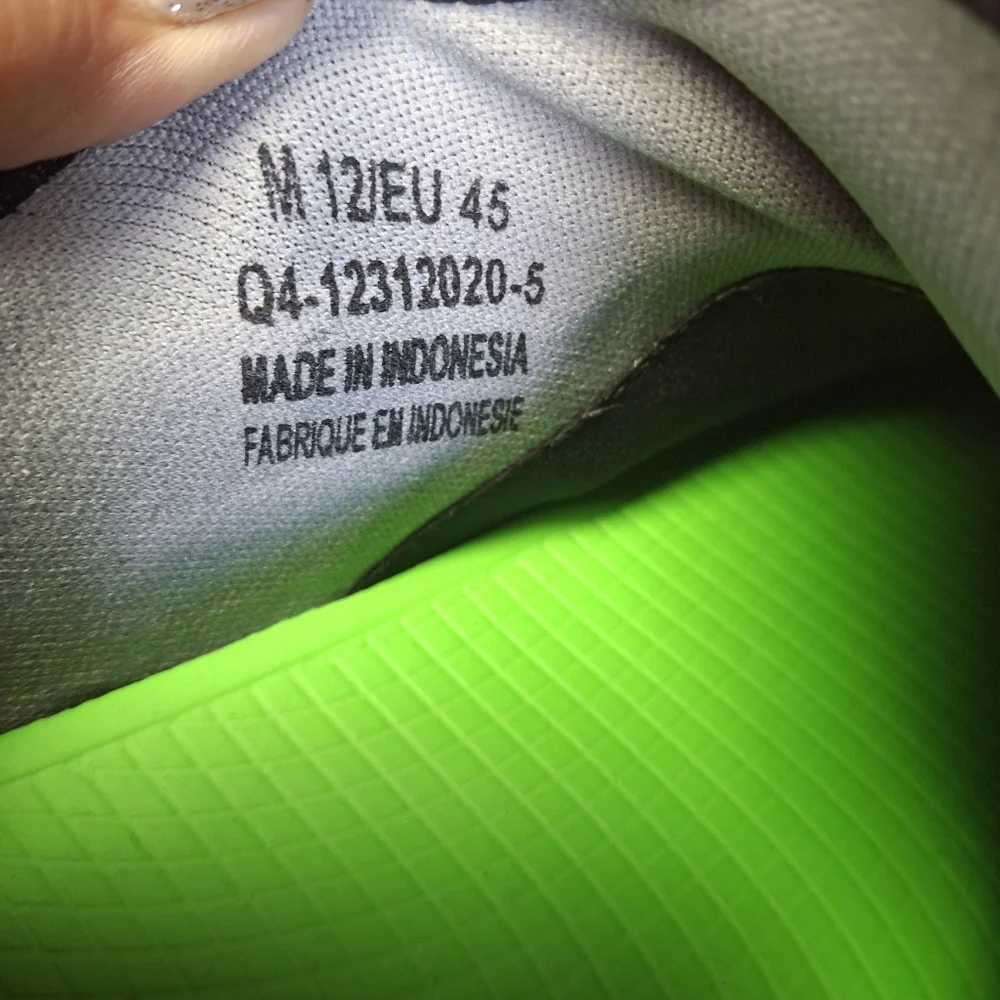 M 12/EU 45
Q4-12312020-5
MADE IN INDONESIA
FABRIQUE EN INDONESIE